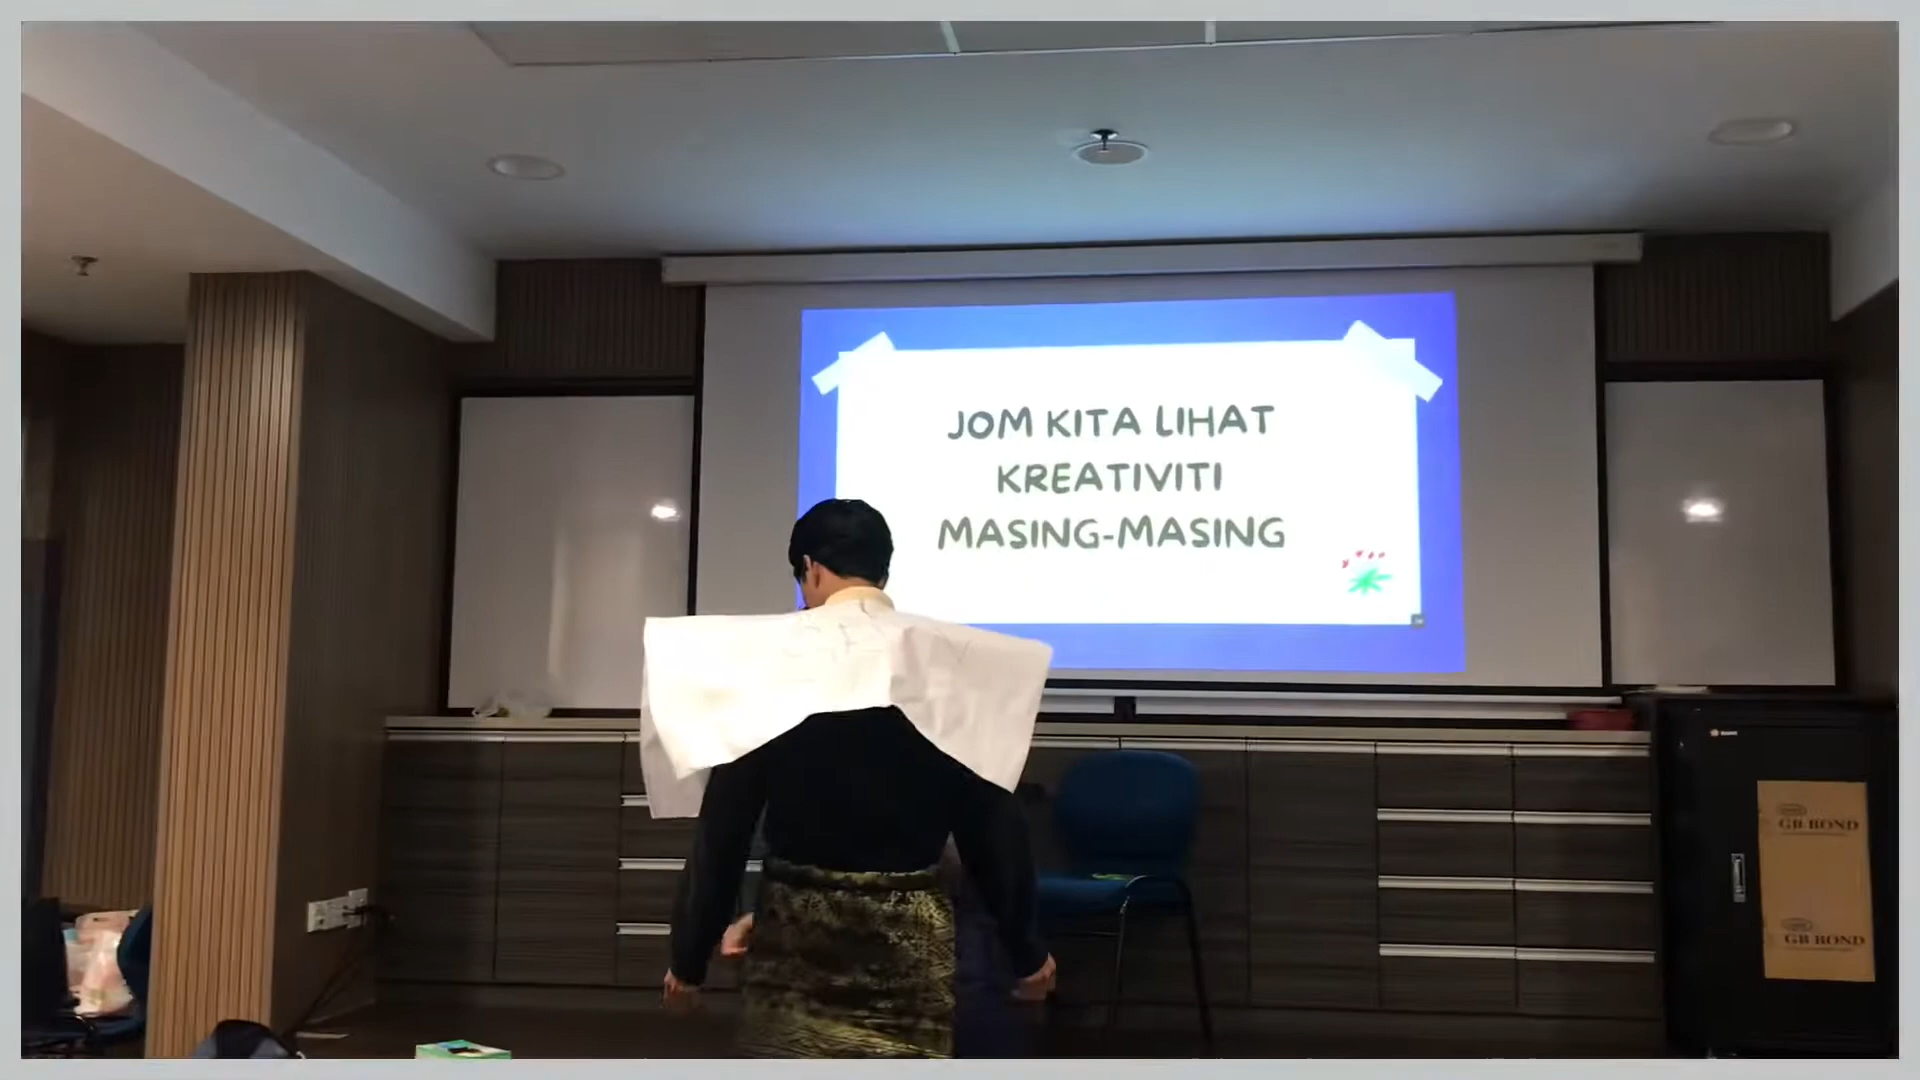 JOM KITA LIHAT
KREATIVITI
MASING-MASING
GB BOND
GB BOND